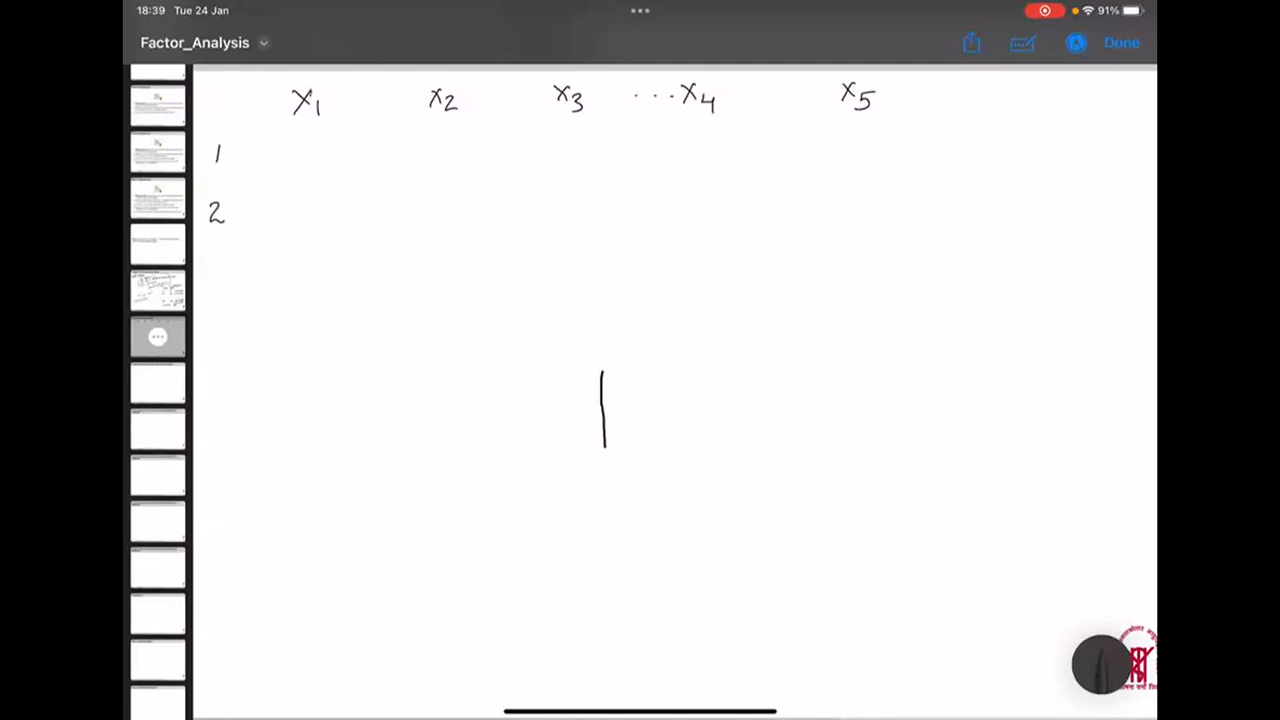 18:39 Tue 24 Jan
91%
Factor_Analysis
Done
X1 x2 x3 ...x4 x5
1
2